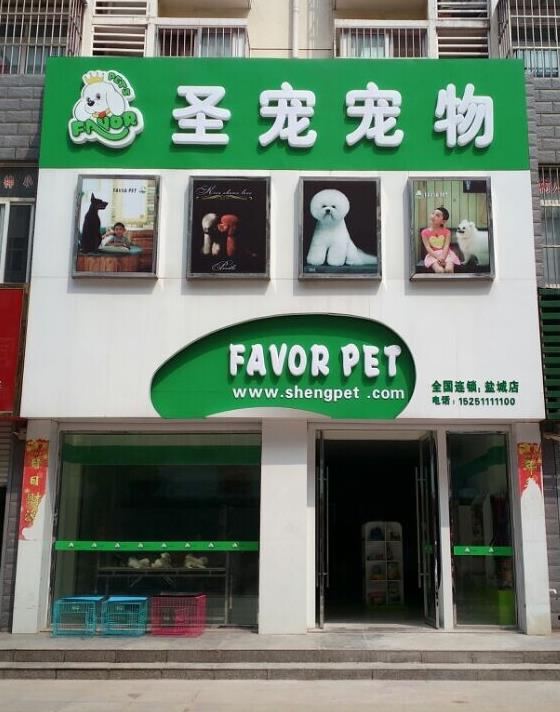 PETS
FAVOR
圣宠宠物
FAVOR PET
FAVOR PET
www.shengpet.com
全国连锁:盐城店
电话:15251111100